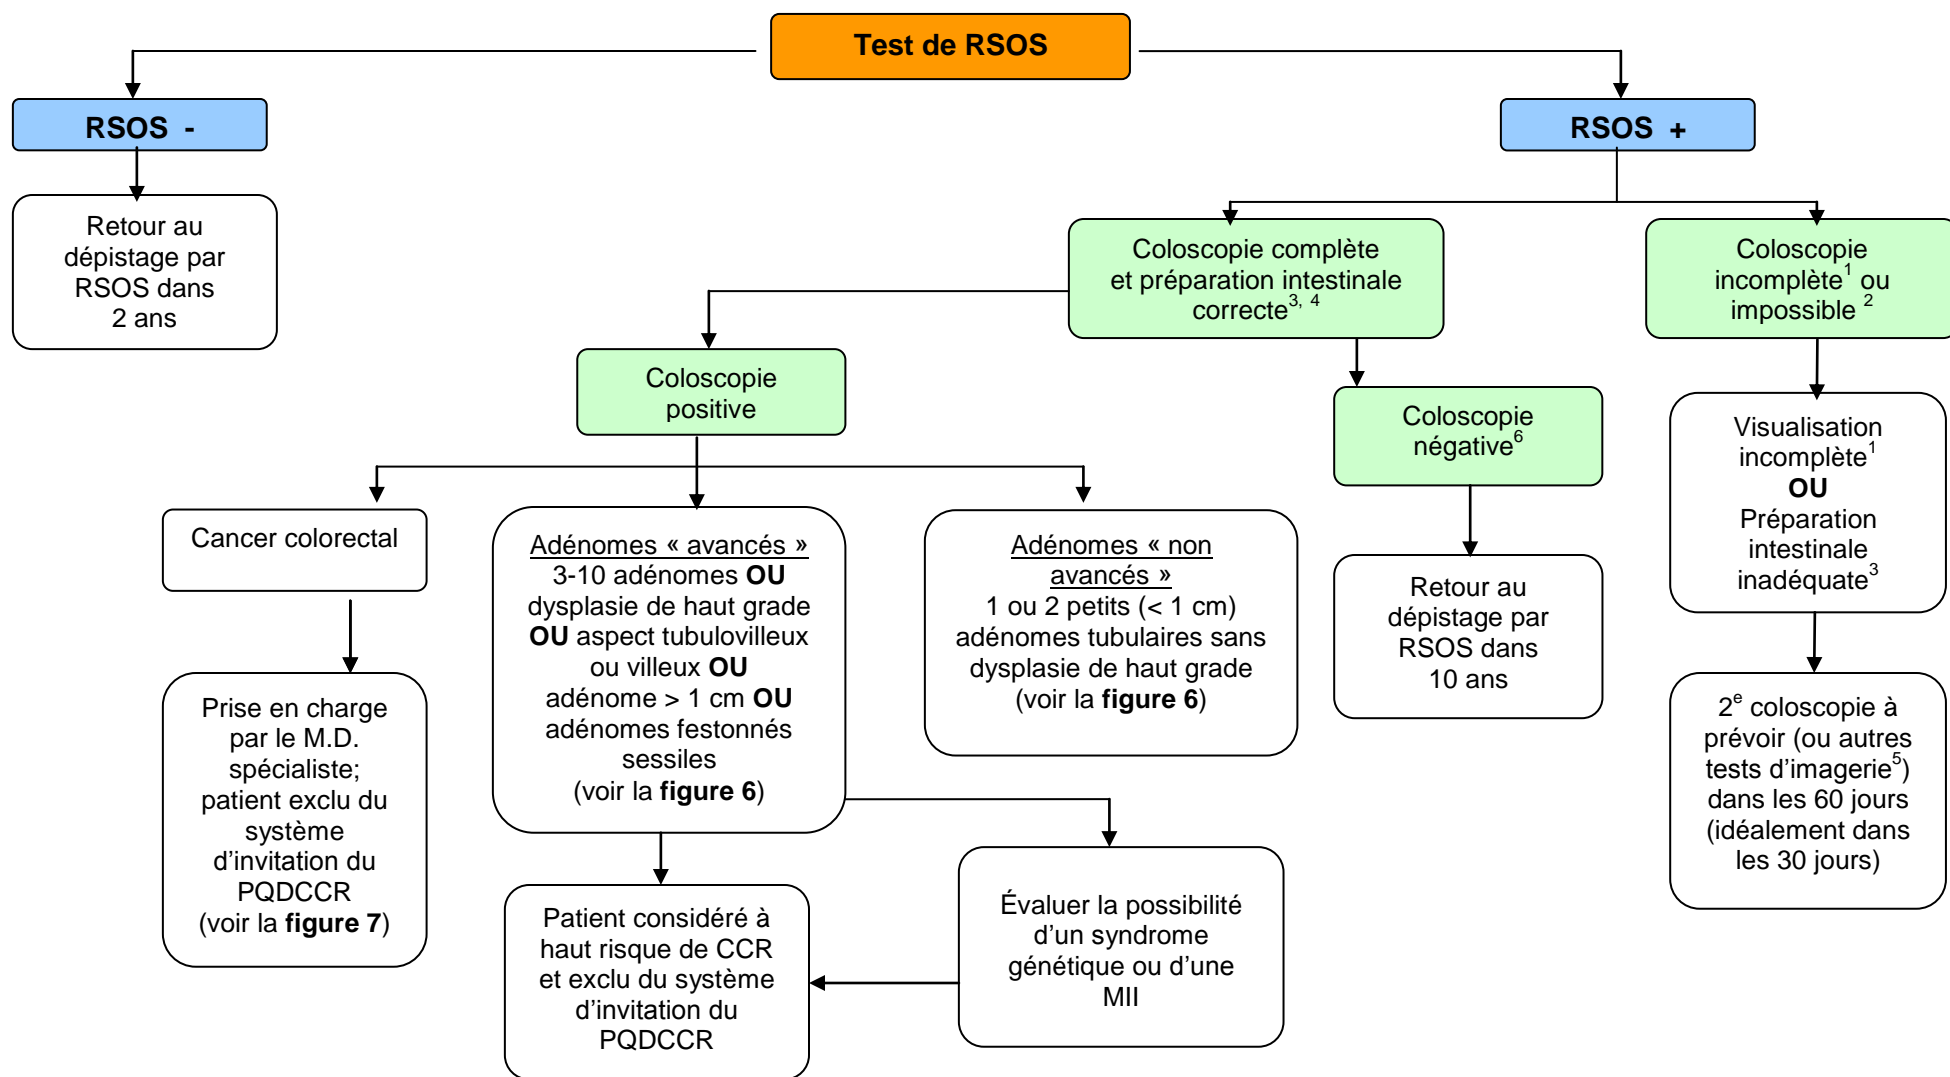 Test de RSOS
RSOS -
RSOS +
Retour au
dépistage par
RSOS dans
2 ans
Coloscopie complète
et préparation intestinale
correcte3, 4
Coloscopie
incomplète1 ou
impossible 2
Coloscopie
positive
Coloscopie
négative6
Visualisation
incomplète1
OU
Préparation
intestinale
inadéquate3
Cancer colorectal
Adénomes « avancés »
3-10 adénomes OU
dysplasie de haut grade
OU aspect tubulovilleux
ou villeux OU
adénome > 1 cm OU
adénomes festonnés
sessiles
(voir la figure 6)
Adénomes « non
avancés »
1 ou 2 petits (< 1 cm)
adénomes tubulaires sans
dysplasie de haut grade
(voir la figure 6)
Retour au
dépistage par
RSOS dans
10 ans
Prise en charge
par le M.D.
spécialiste;
patient exclu du
système
d'invitation du
PQDCCR
(voir la figure 7)
2e coloscopie à
prévoir (ou autres
tests d'imagerie5)
dans les 60 jours
(idéalement dans
les 30 jours)
Patient considéré à
haut risque de CCR
et exclu du système
d'invitation du
PQDCCR
Évaluer la possibilité
d'un syndrome
génétique ou d'une
MII